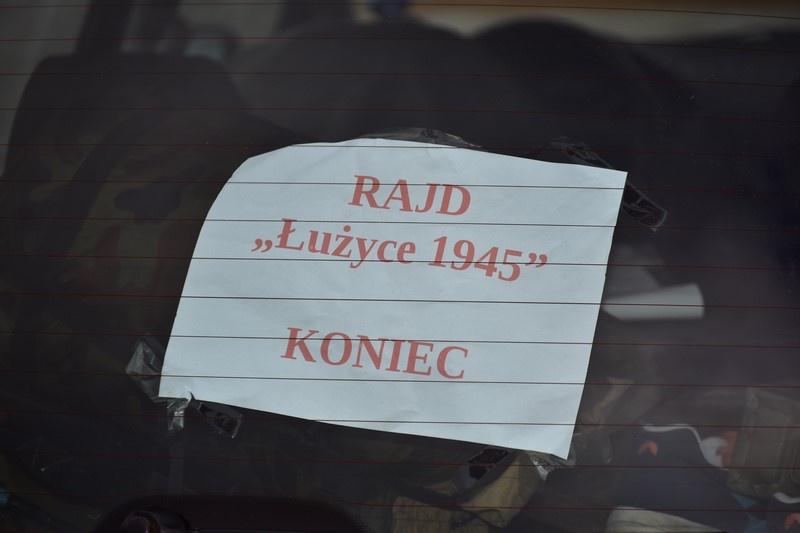 RAJD
„Łużyce 1945”
KONIEC